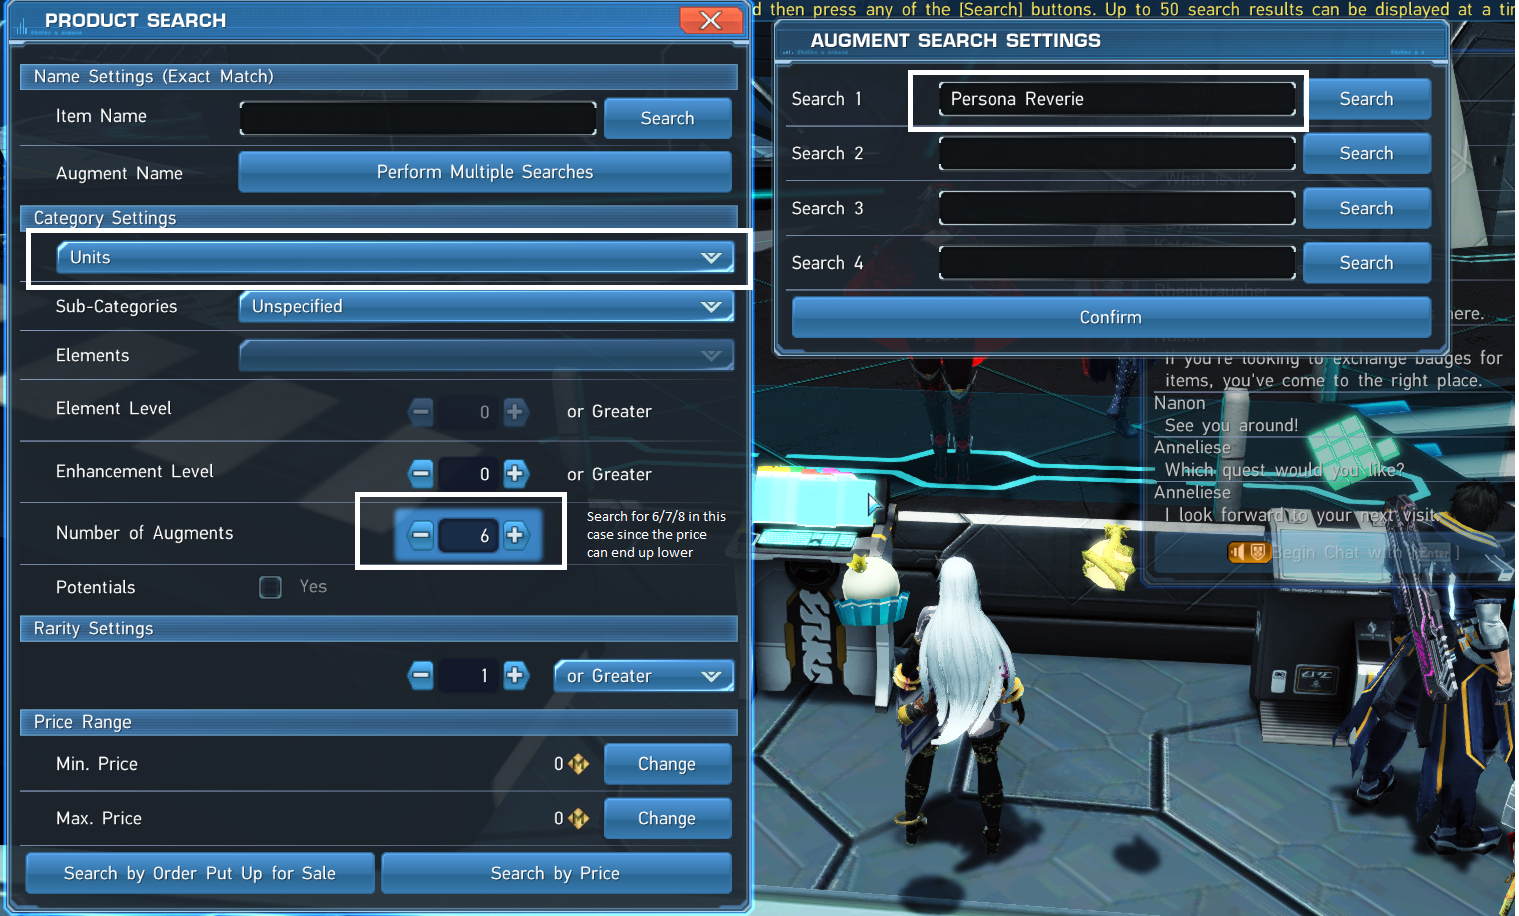 PRODUCT SEARCH
Name Settings (Exact Match)
Item Name
Search
Augment Name
Perform Multiple Searches
Category Settings
Units
Sub-Categories
Unspecified
Elements
Element Level
0
or Greater
Enhancement Level
0
or Greater
Number of Augments
6
Search for 6/7/8 in this
case since the price
can end up lower
Potentials
Yes
Rarity Settings
1
or Greater
Price Range
Min. Price
0
Change
Max. Price
0
Change
Search by Order Put Up for Sale
Search by Price
d then press any of the [Search] buttons. Up to 50 search results can be displayed at a ti
AUGMENT SEARCH SETTINGS
Search 1
Persona Reverie
Search
Search 2
Search
Search 3
Search
Search 4
Search
Confirm
What is it?
Rheinbraugher
here.
Nanon
If you're looking to exchange badges for
items, you've come to the right place.
Nanon
See you around!
Anneliese
Which quest would you like?
Anneliese
I look forward to your next visit.
Begin Chat with [Enter]